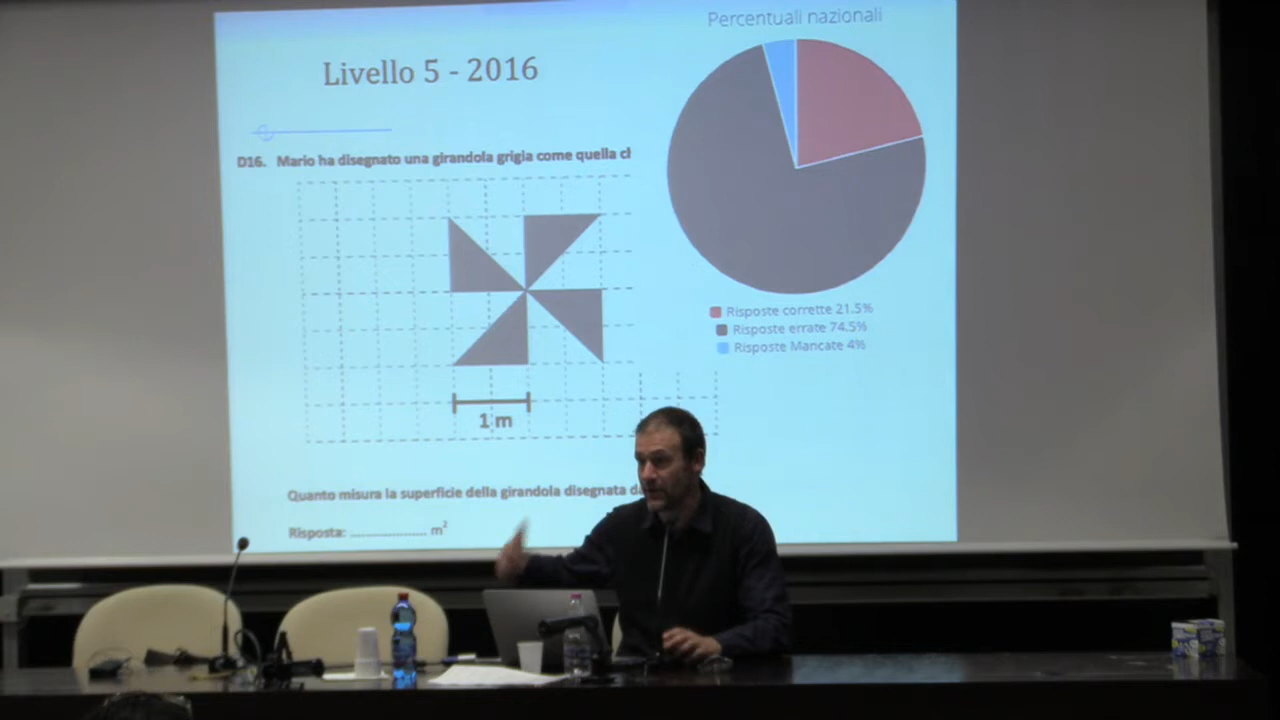 Percentuali nazionali
Livello 5 - 2016
D16. Mario ha disegnato una girandola grigia come quella
Risposte corrette 21.5%
Risposte errate 74.5%
Risposte Mancate 4%
1 m
Quanto misura la superficie della girandola disegnata
Risposta: .................. m²